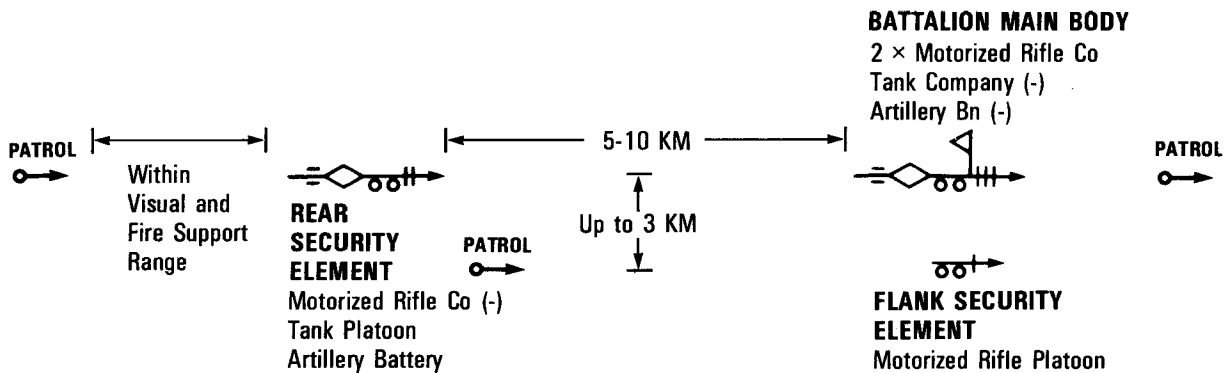 BATTALION MAIN BODY
2 × Motorized Rifle Co
Tank Company (-)
Artillery Bn (-)
5-10 KM
PATROL
PATROL
Within
Visual and
Fire Support
Range
Up to 3 KM
REAR
SECURITY
ELEMENT
Motorized Rifle Co (-)
Tank Platoon
Artillery Battery
PATROL
FLANK SECURITY
ELEMENT
Motorized Rifle Platoon